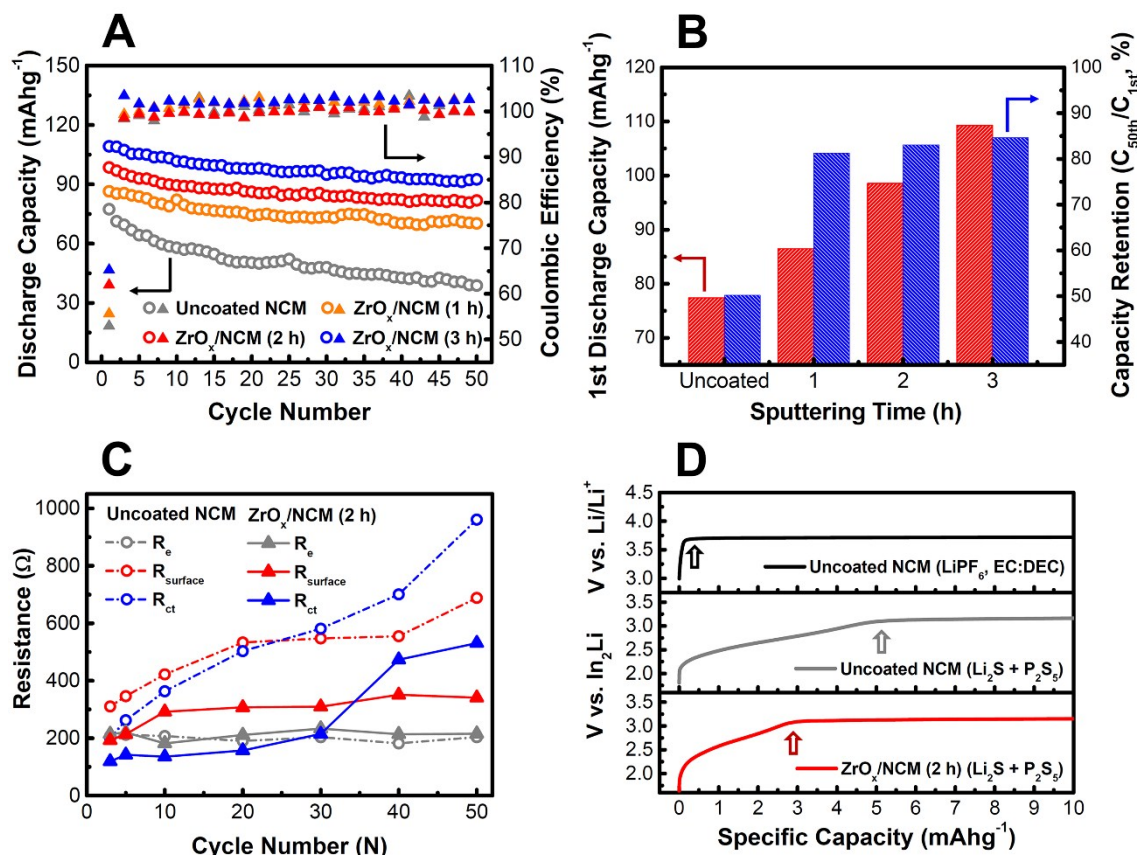 A
Discharge Capacity (mAhg⁻¹)
150
120
90
60
30
0
110
100
90
80
70
60
50
Coulombic Efficiency (%)
Uncoated NCM
ZrOₓ/NCM (1 h)
ZrOₓ/NCM (2 h)
ZrOₓ/NCM (3 h)
0 5 10 15 20 25 30 35 40 45 50
Cycle Number
B
1st Discharge Capacity (mAhg⁻¹)
120
110
100
90
80
70
100
90
80
70
60
50
40
Capacity Retention (C₅₀ₜₕ/C₁ₛₜ, %)
Uncoated 1 2 3
Sputtering Time (h)
C
Resistance (Ω)
1000
800
600
400
200
0
Uncoated NCM ZrOₓ/NCM (2 h)
Rₑ Rₑ
R_surface R_surface
R_ct R_ct
0 10 20 30 40 50
Cycle Number (N)
D
V vs. Li/Li⁺
4.5
4.0
3.5
3.0
Uncoated NCM (LiPF₆, EC:DEC)
V vs. In₂Li
3.5
3.0
2.5
2.0
Uncoated NCM (Li₂S + P₂S₅)
3.5
3.0
2.5
2.0
ZrOₓ/NCM (2 h) (Li₂S + P₂S₅)
0 1 2 3 4 5 6 7 8 9 10
Specific Capacity (mAhg⁻¹)